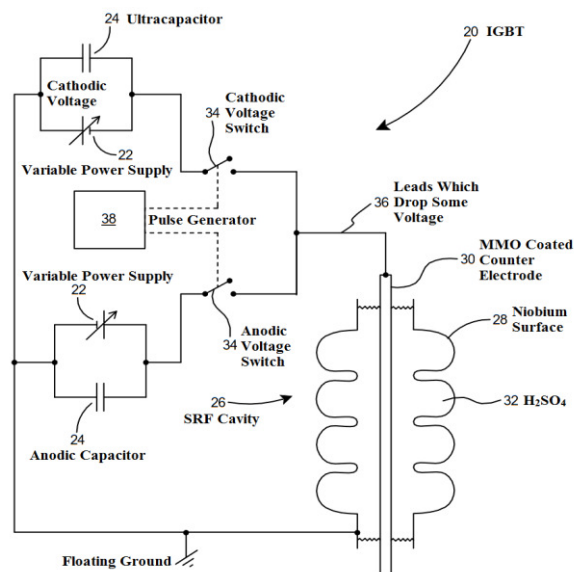 24 Ultracapacitor
20 IGBT
Cathodic
Voltage
22
Variable Power Supply
Cathodic
34 Voltage
Switch
36 Leads Which
Drop Some
Voltage
38
Pulse Generator
MMO Coated
30 Counter
Electrode
Variable Power Supply
22
Anodic
34 Voltage
Switch
28 Niobium
Surface
24
Anodic Capacitor
26
SRF Cavity
32 H₂SO₄
Floating Ground